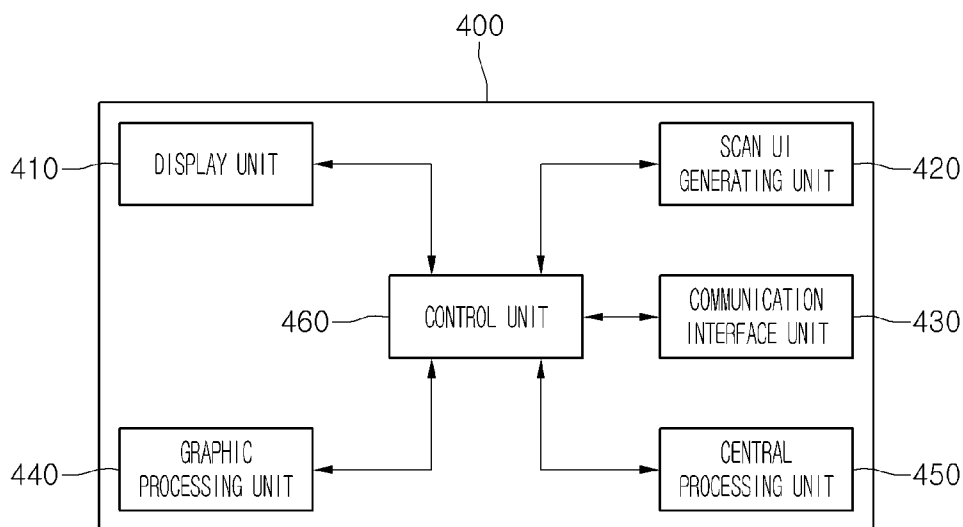 400
410
DISPLAY UNIT
SCAN UI
GENERATING UNIT
420
460
CONTROL UNIT
COMMUNICATION
INTERFACE UNIT
430
440
GRAPHIC
PROCESSING UNIT
CENTRAL
PROCESSING UNIT
450